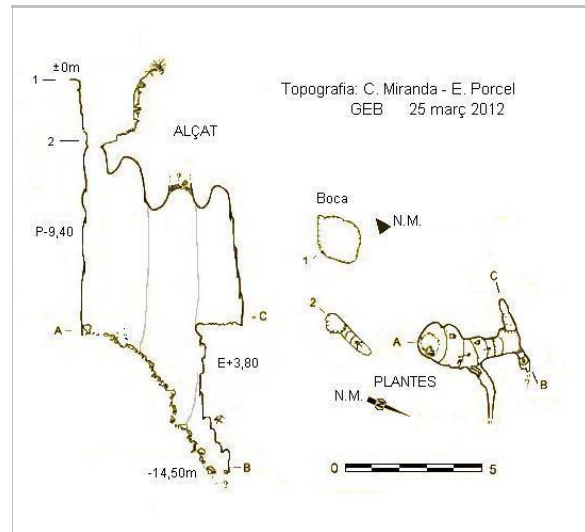 ±0m
1
Topografia: C. Miranda - E. Porcel
GEB 25 març 2012
ALÇAT
2
?
Boca
N.M.
1
P-9,40
C
2
A
C
A
E+3,80
B
?
PLANTES
N.M.
-14,50m
?
B
0 5